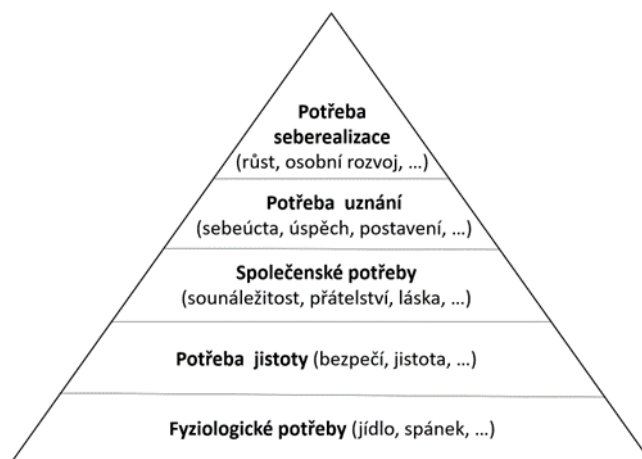 Potřeba
seberealizace
(růst, osobní rozvoj, ...)
Potřeba uznání
(sebeúcta, úspěch, postavení, ...)
Společenské potřeby
(sounáležitost, přátelství, láska, ...)
Potřeba jistoty (bezpečí, jistota, ...)
Fyziologické potřeby (jídlo, spánek, ...)